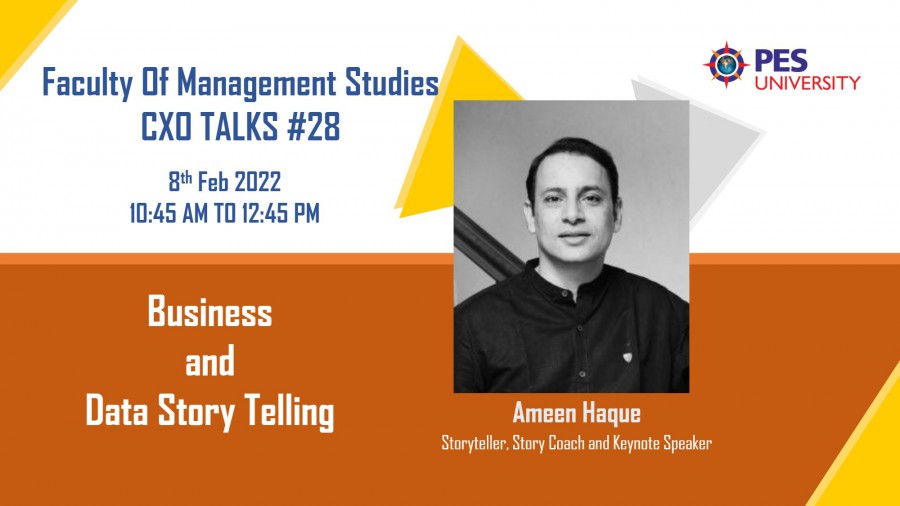 Faculty Of Management Studies
CXO TALKS #28
8th Feb 2022
10:45 AM TO 12:45 PM
PES
UNIVERSITY
Business
and
Data Story Telling
Ameen Haque
Storyteller, Story Coach and Keynote Speaker